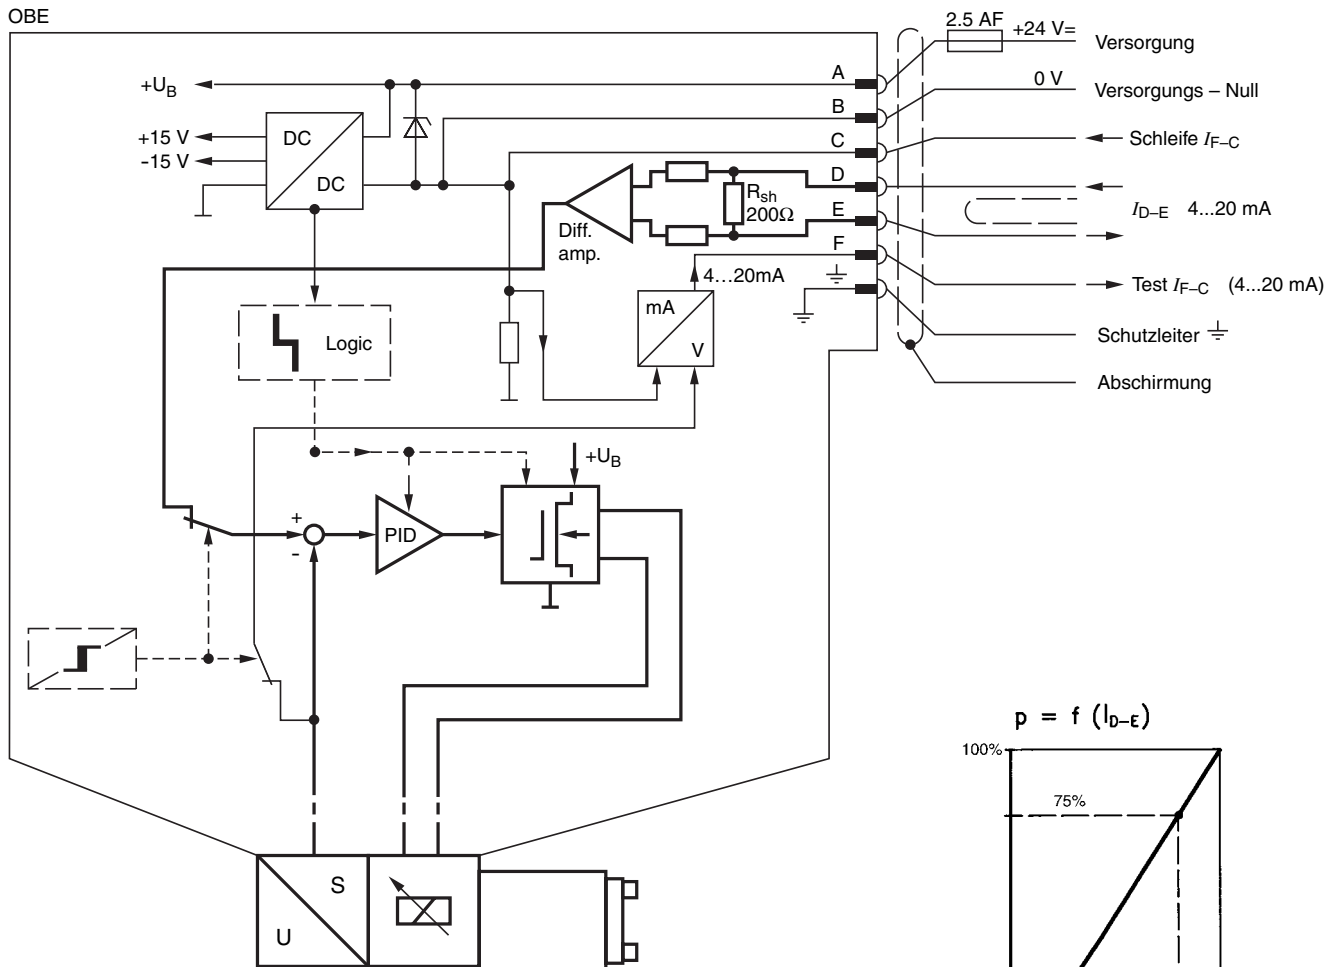 OBE
2.5 AF
+24 V=
Versorgung
A
+U_B
0 V
Versorgungs – Null
B
+15 V
DC
-15 V
DC
C
Schleife I_F–C
D
R_sh
200Ω
I_D–E 4...20 mA
E
Diff.
amp.
F
4...20mA
Test I_F–C (4...20 mA)
mA
V
Logic
Schutzleiter
Abschirmung
+U_B
+
-
PID
p = f (I_D–E)
100%
75%
S
U